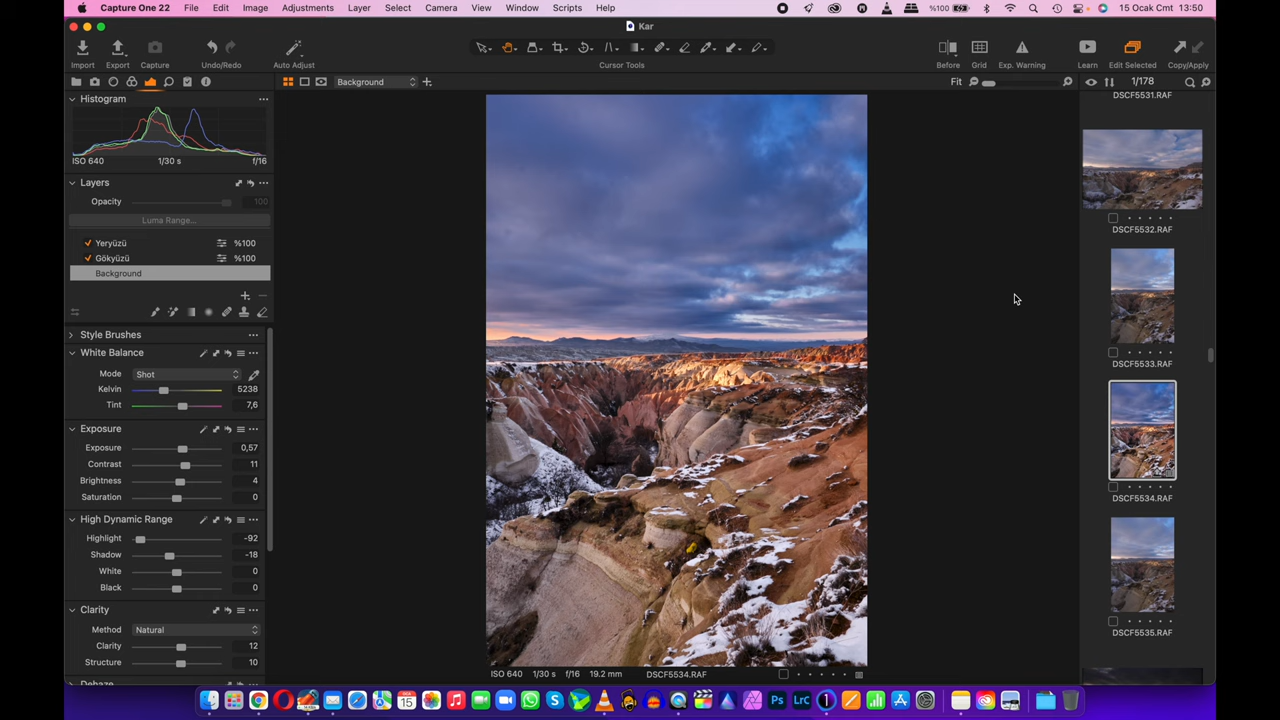 Capture One 22 File Edit Image Adjustments Layer Select Camera View Window Scripts Help %100 15 Ocak Cmt 13:50
Kar
Import Export Capture Undo/Redo Auto Adjust Cursor Tools Before Grid Exp. Warning Learn Edit Selected Copy/Apply
Background Fit 1/178
Histogram
ISO 640 1/30 s f/16
Layers
Opacity 100
Luma Range...
Yeryüzü %100
Gökyüzü %100
Background
Style Brushes
White Balance
Mode Shot
Kelvin 5238
Tint 7,6
Exposure
Exposure 0,57
Contrast 11
Brightness 4
Saturation 0
High Dynamic Range
Highlight -92
Shadow -18
White 0
Black 0
Clarity
Method Natural
Clarity 12
Structure 10
Dehaze
ISO 640 1/30 s f/16 19.2 mm DSCF5534.RAF
DSCF5531.RAF
DSCF5532.RAF
DSCF5533.RAF
DSCF5534.RAF
DSCF5535.RAF
Ps LrC